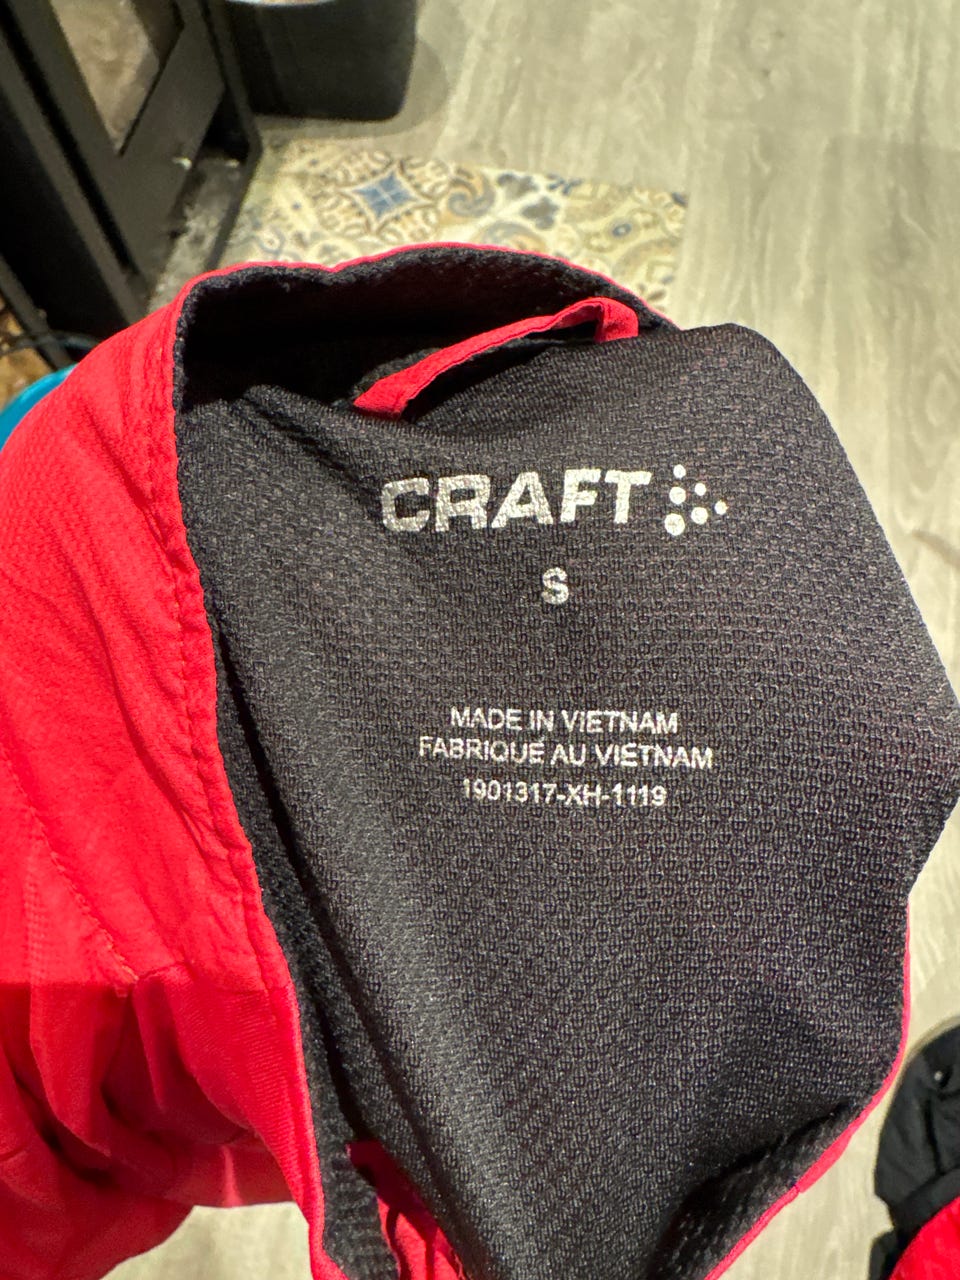 CRAFT
S
MADE IN VIETNAM
FABRIQUÉ AU VIETNAM
1901317-XH-1119